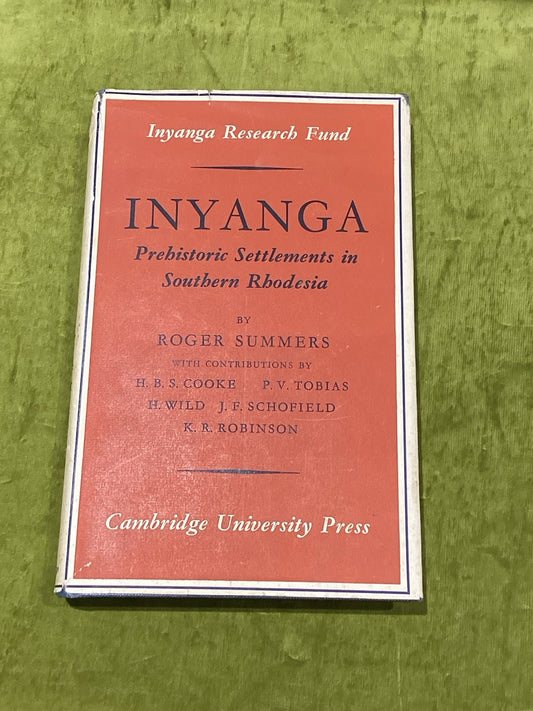 Inyanga Research Fund
INYANGA
Prehistoric Settlements in
Southern Rhodesia
BY
ROGER SUMMERS
WITH CONTRIBUTIONS BY
H. B. S. COOKE P. V. TOBIAS
H. WILD J. F. SCHOFIELD
K. R. ROBINSON
Cambridge University Press